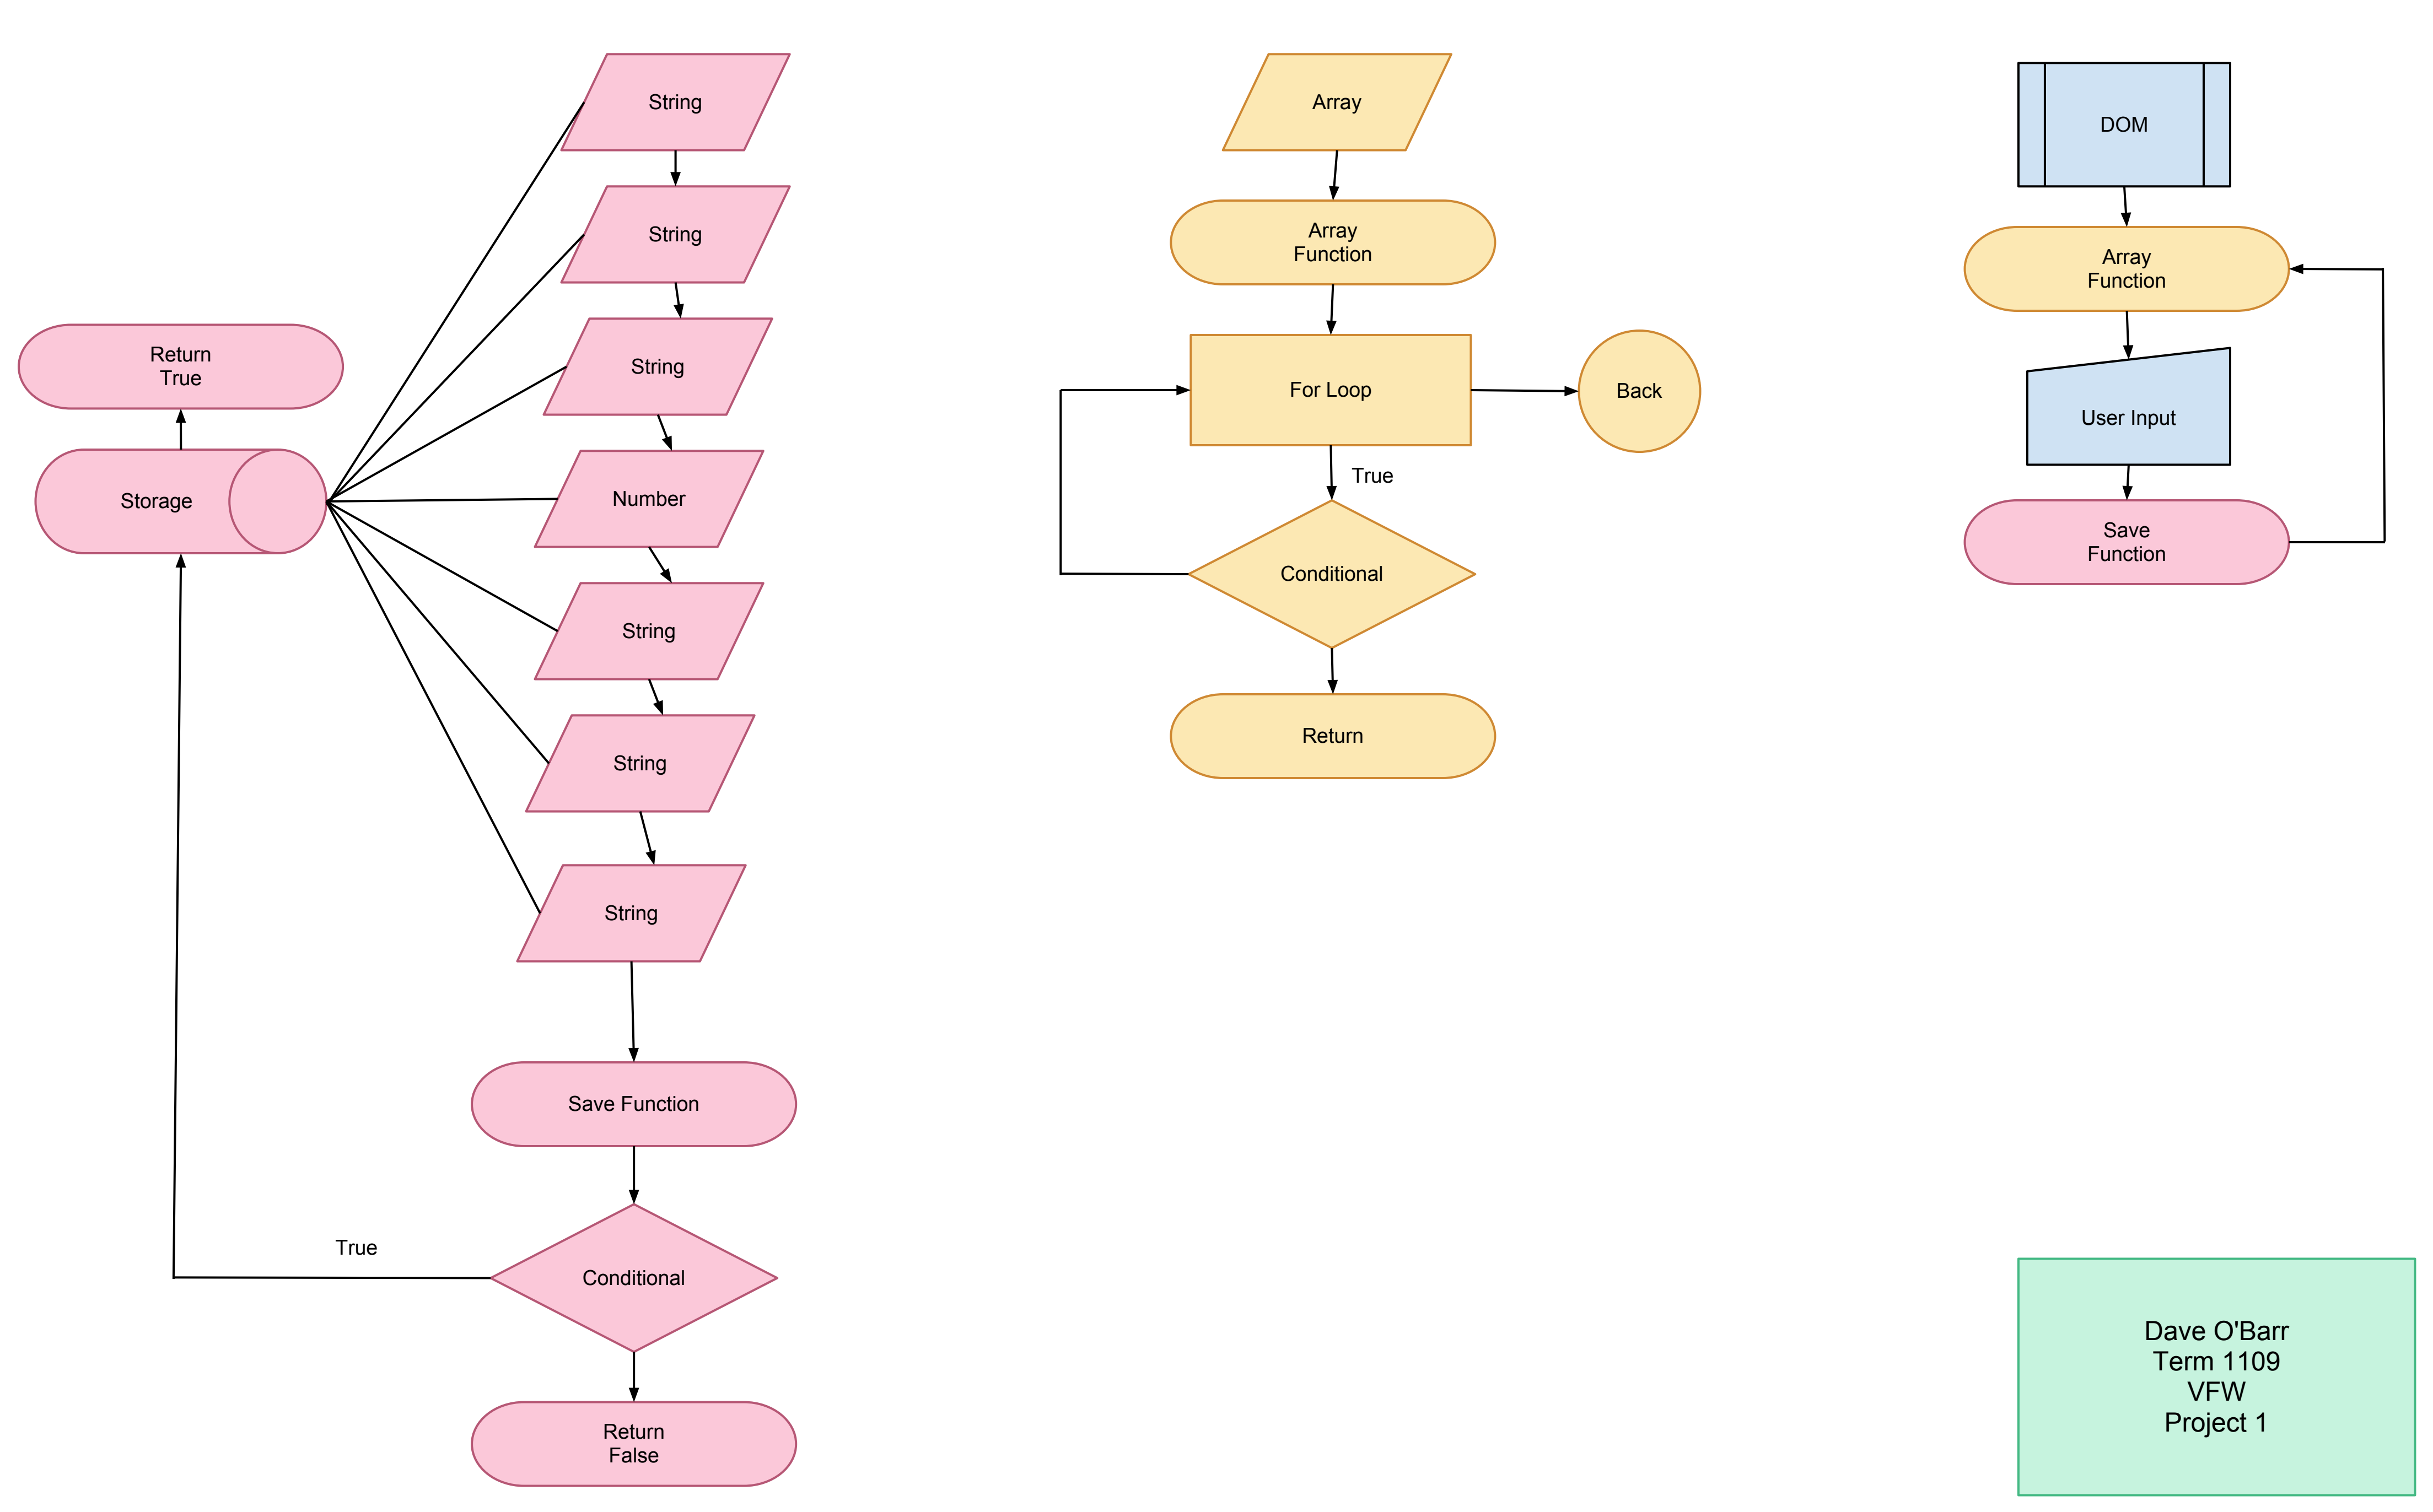 String
String
String
Number
String
String
String
Return
True
Storage
Save Function
True
Conditional
Return
False
Array
Array
Function
For Loop
Back
True
Conditional
Return
DOM
Array
Function
User Input
Save
Function
Dave O'Barr
Term 1109
VFW
Project 1